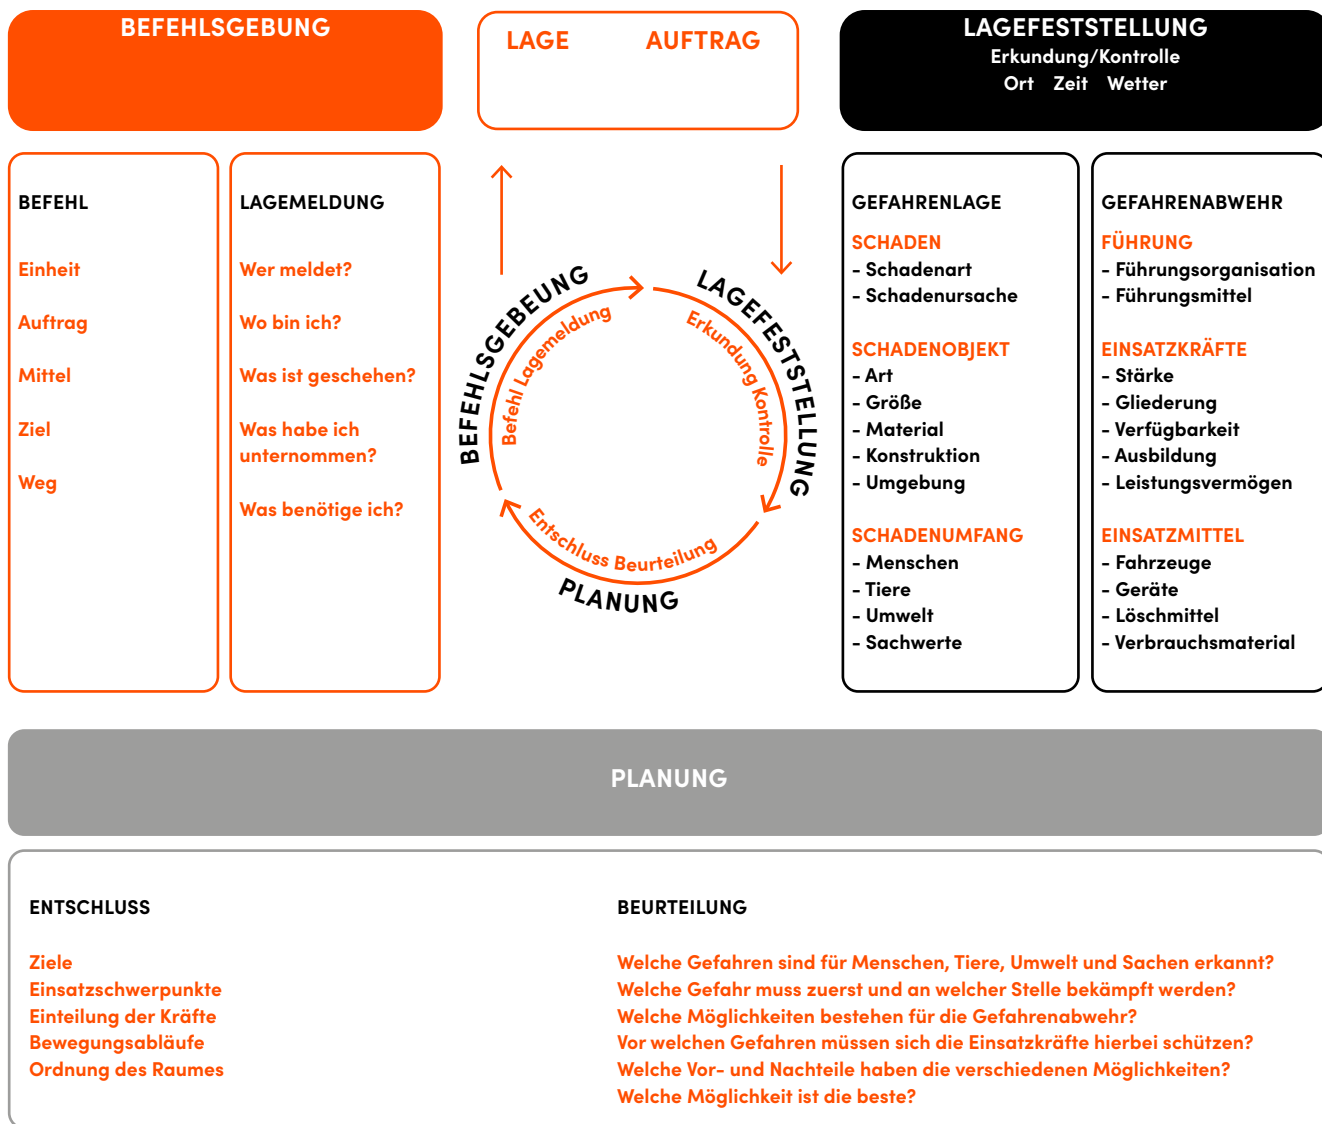 BEFEHLSGEBUNG
LAGE AUFTRAG
LAGEFESTSTELLUNG
Erkundung/Kontrolle
Ort Zeit Wetter
BEFEHL
Einheit
Auftrag
Mittel
Ziel
Weg
LAGEMELDUNG
Wer meldet?
Wo bin ich?
Was ist geschehen?
Was habe ich
unternommen?
Was benötige ich?
BEFEHLSGEBEUNG
Befehl Lagemeldung
LAGEFESTSTELLUNG
Erkundung Kontrolle
Entschluss Beurteilung
PLANUNG
GEFAHRENLAGE
SCHADEN
- Schadenart
- Schadenursache
SCHADENOBJEKT
- Art
- Größe
- Material
- Konstruktion
- Umgebung
SCHADENUMFANG
- Menschen
- Tiere
- Umwelt
- Sachwerte
GEFAHRENABWEHR
FÜHRUNG
- Führungsorganisation
- Führungsmittel
EINSATZKRÄFTE
- Stärke
- Gliederung
- Verfügbarkeit
- Ausbildung
- Leistungsvermögen
EINSATZMITTEL
- Fahrzeuge
- Geräte
- Löschmittel
- Verbrauchsmaterial
PLANUNG
ENTSCHLUSS
Ziele
Einsatzschwerpunkte
Einteilung der Kräfte
Bewegungsabläufe
Ordnung des Raumes
BEURTEILUNG
Welche Gefahren sind für Menschen, Tiere, Umwelt und Sachen erkannt?
Welche Gefahr muss zuerst und an welcher Stelle bekämpft werden?
Welche Möglichkeiten bestehen für die Gefahrenabwehr?
Vor welchen Gefahren müssen sich die Einsatzkräfte hierbei schützen?
Welche Vor- und Nachteile haben die verschiedenen Möglichkeiten?
Welche Möglichkeit ist die beste?